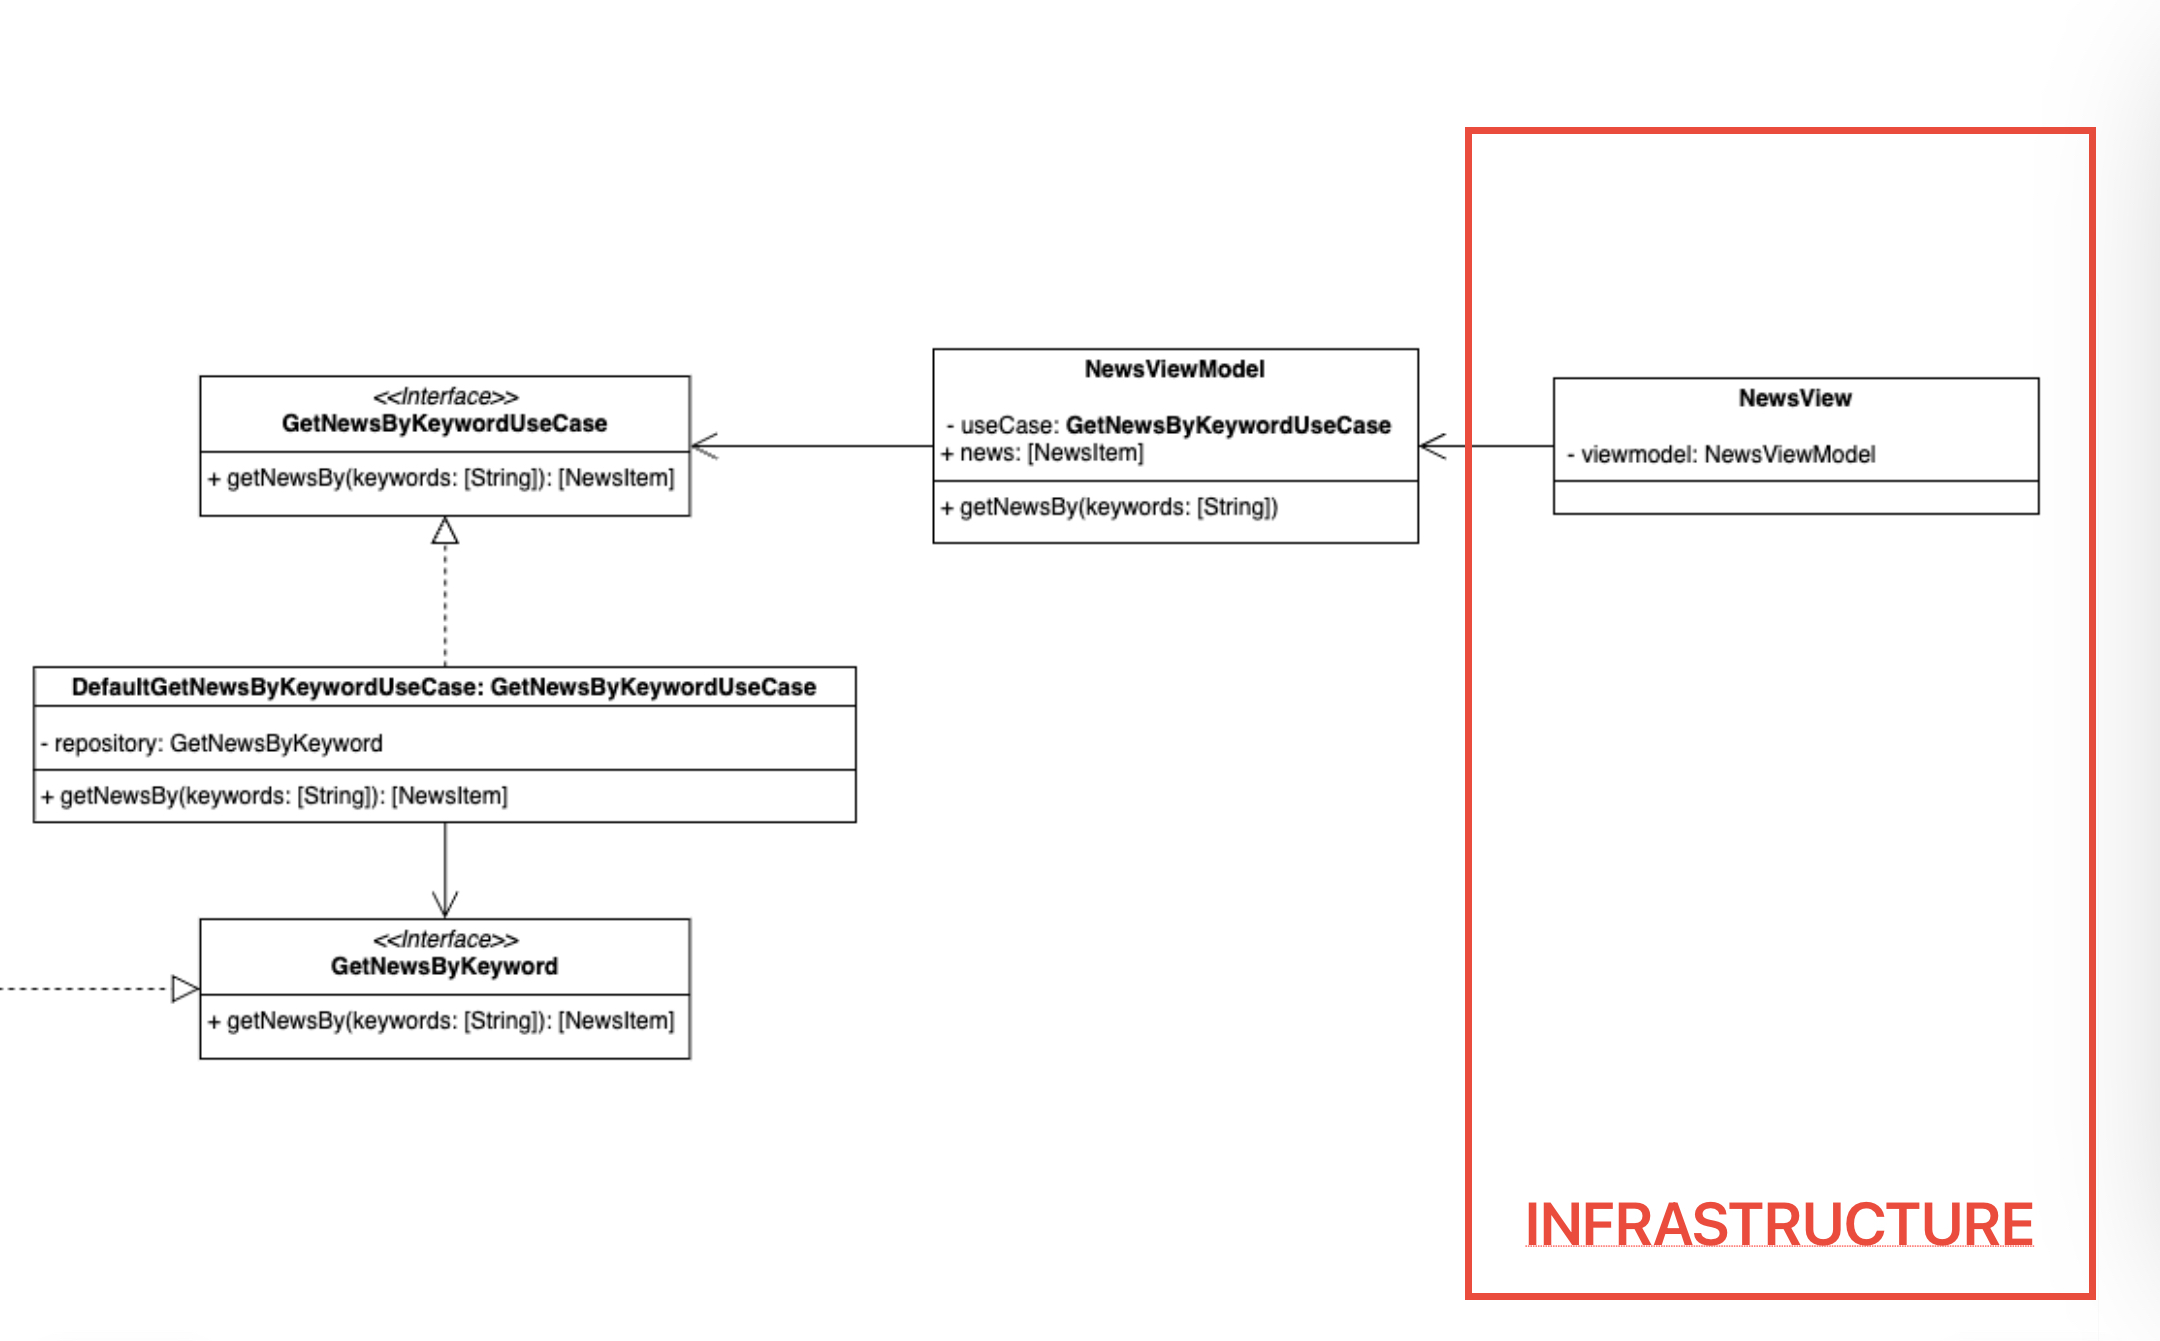 <<Interface>>
GetNewsByKeywordUseCase
+ getNewsBy(keywords: [String]): [NewsItem]
NewsViewModel
- useCase: GetNewsByKeywordUseCase
+ news: [NewsItem]
+ getNewsBy(keywords: [String])
NewsView
- viewmodel: NewsViewModel
DefaultGetNewsByKeywordUseCase: GetNewsByKeywordUseCase
- repository: GetNewsByKeyword
+ getNewsBy(keywords: [String]): [NewsItem]
<<Interface>>
GetNewsByKeyword
+ getNewsBy(keywords: [String]): [NewsItem]
INFRASTRUCTURE